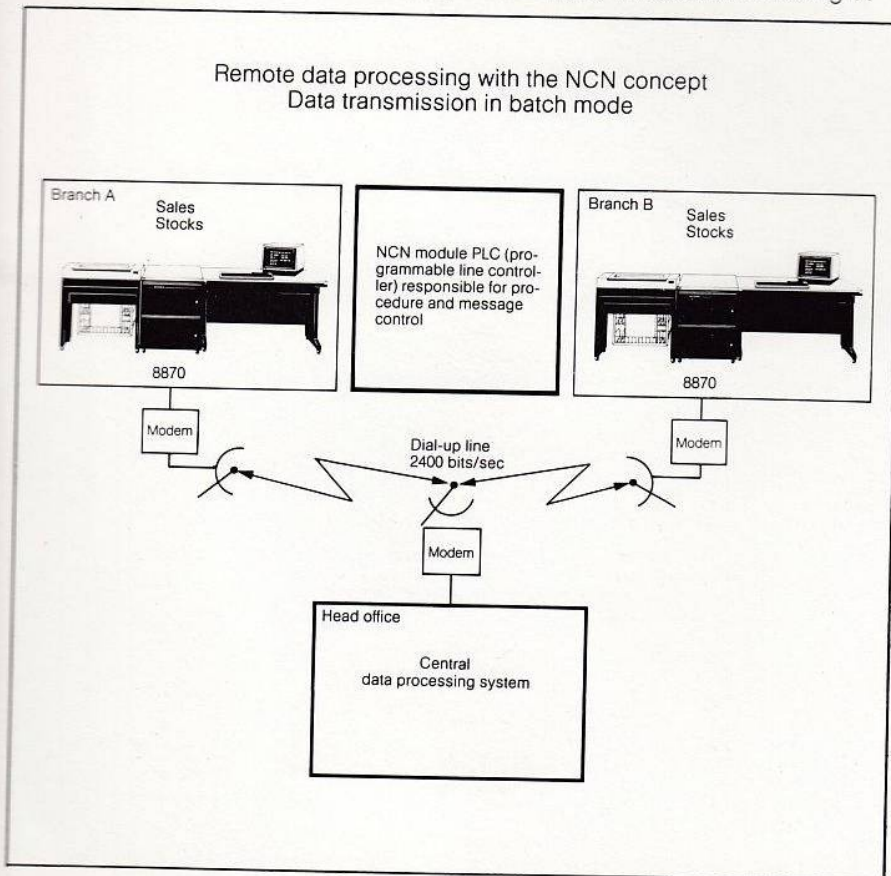 Remote data processing with the NCN concept
Data transmission in batch mode
Branch A
Sales
Stocks
8870
Modem
NCN module PLC (pro-
grammable line control-
ler) responsible for pro-
cedure and message
control
Branch B
Sales
Stocks
8870
Modem
Dial-up line
2400 bits/sec
Modem
Head office
Central
data processing system